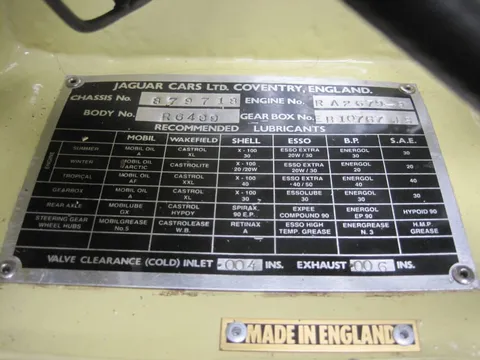 JAGUAR CARS LTD. COVENTRY, ENGLAND.
CHASSIS No. 879718 ENGINE No. RA2679-8
BODY No. R6480 GEAR BOX No.
RECOMMENDED LUBRICANTS
MOBIL WAKEFIELD SHELL ESSO B.P. S.A.E.
ENGINE SUMMER MOBIL OIL A CASTROL XL X-100 30 ESSO EXTRA 20W / 30 ENERGOL 30 30
WINTER MOBIL OIL ARCTIC CASTROLITE X-100 20/20W ESSO EXTRA 20W / 30 ENERGOL 20 20
TROPICAL MOBIL OIL AF CASTROL XXL X-100 40 ESSO EXTRA 40/50 ENERGOL 40 40
GEARBOX MOBIL OIL A CASTROL XL X-100 30 ESSOLUBE 30 ENERGOL 30 30
REAR AXLE MOBILUBE GX CASTROL HYPOY SPIRAX 90 E.P. EXPEE COMPOUND 90 ENERGOL EP 90 HYPOID 90
STEERING GEAR WHEEL HUBS MOBILGREASE No.5 CASTROLEASE W.B. RETINAX A ESSO HIGH TEMP. GREASE ENERGREASE N. 3 H.M.P. GREASE
VALVE CLEARANCE (COLD) INLET .004 INS. EXHAUST .006 INS.
MADE IN ENGLAND